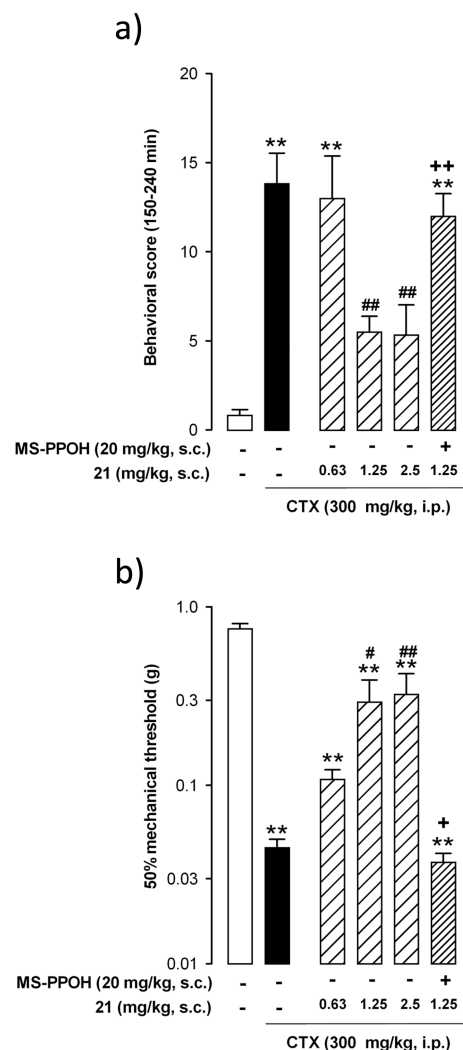 a)
20
15
10
5
0
Behavioral score (150-240 min)
** ** ## ## ++
**
MS-PPOH (20 mg/kg, s.c.) - - - - - +
21 (mg/kg, s.c.) - - 0.63 1.25 2.5 1.25
CTX (300 mg/kg, i.p.)
b)
1.0
0.3
0.1
0.03
0.01
50% mechanical threshold (g)
# ##
** ** ** ** +
**
MS-PPOH (20 mg/kg, s.c.) - - - - - +
21 (mg/kg, s.c.) - - 0.63 1.25 2.5 1.25
CTX (300 mg/kg, i.p.)